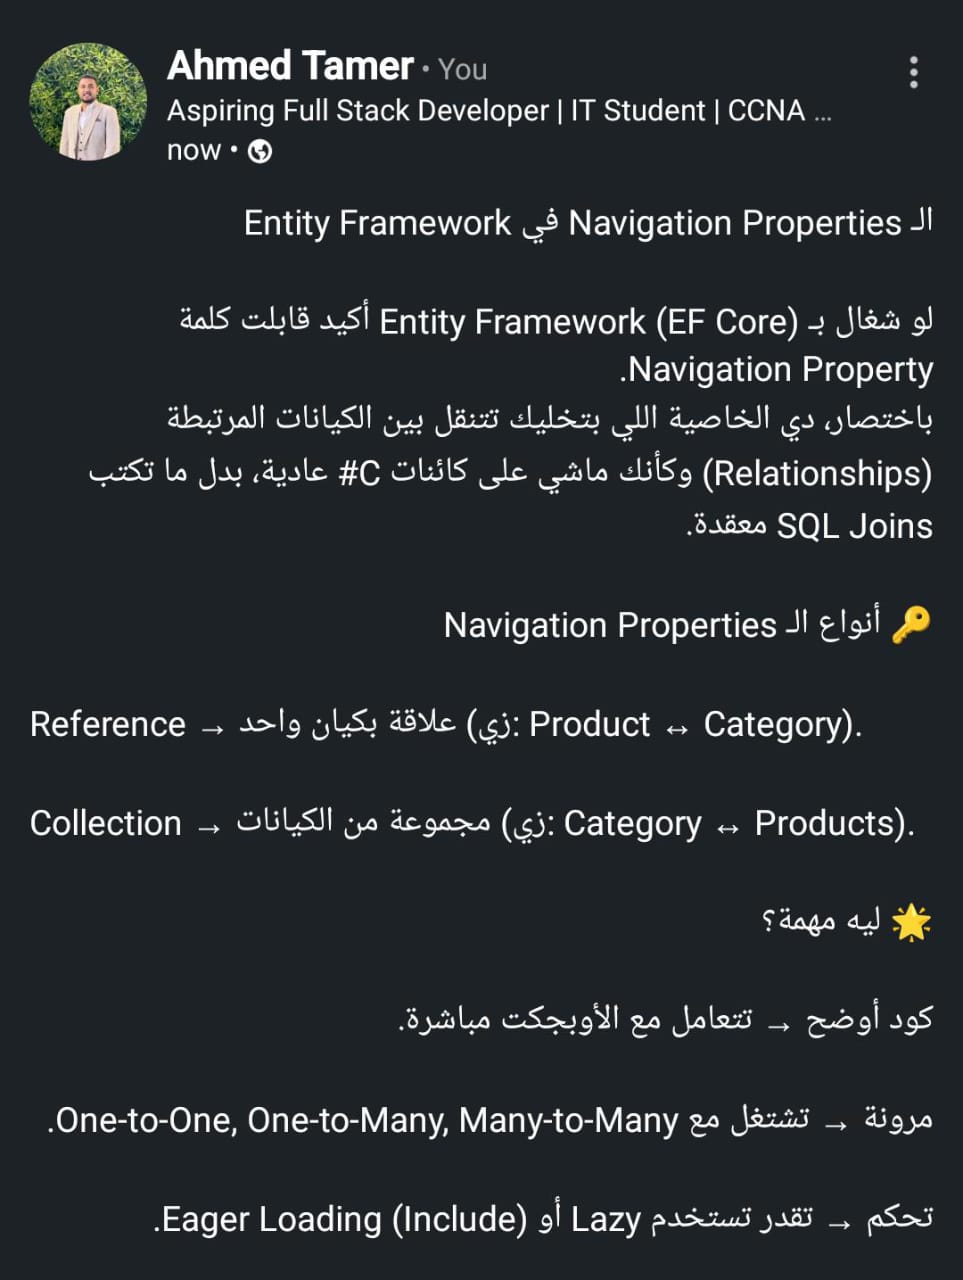 Ahmed Tamer • You
Aspiring Full Stack Developer | IT Student | CCNA ...
now •
الـ Navigation Properties في Entity Framework
لو شغال بـ Entity Framework (EF Core) أكيد قابلت كلمة
Navigation Property.
باختصار، دي الخاصية اللي بتخليك تتنقل بين الكيانات المرتبطة
(Relationships) وكأنك ماشي على كائنات C# عادية، بدل ما تكتب
SQL Joins معقدة.
🔑 أنواع الـ Navigation Properties
Reference → علاقة بكيان واحد (زي: Product ↔ Category).
Collection → مجموعة من الكيانات (زي: Category ↔ Products).
🌟 ليه مهمة؟
كود أوضح → تتعامل مع الأوبجكت مباشرة.
مرونة → تشتغل مع One-to-One, One-to-Many, Many-to-Many.
تحكم → تقدر تستخدم Lazy أو Eager Loading (Include).